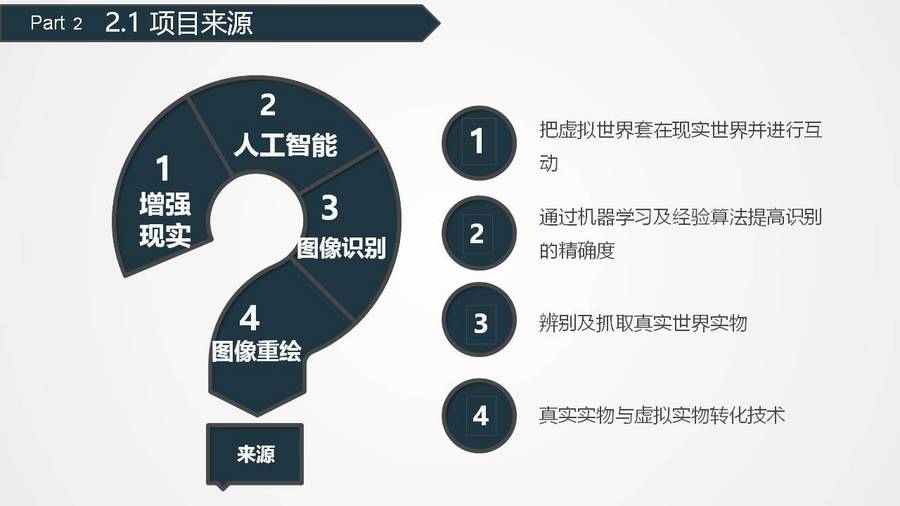 Part 2 2.1 项目来源
1
增强
现实
2
人工智能
3
图像识别
4
图像重绘
来源
1
把虚拟世界套在现实世界并进行互
动
2
通过机器学习及经验算法提高识别
的精确度
3
辨别及抓取真实世界实物
4
真实实物与虚拟实物转化技术